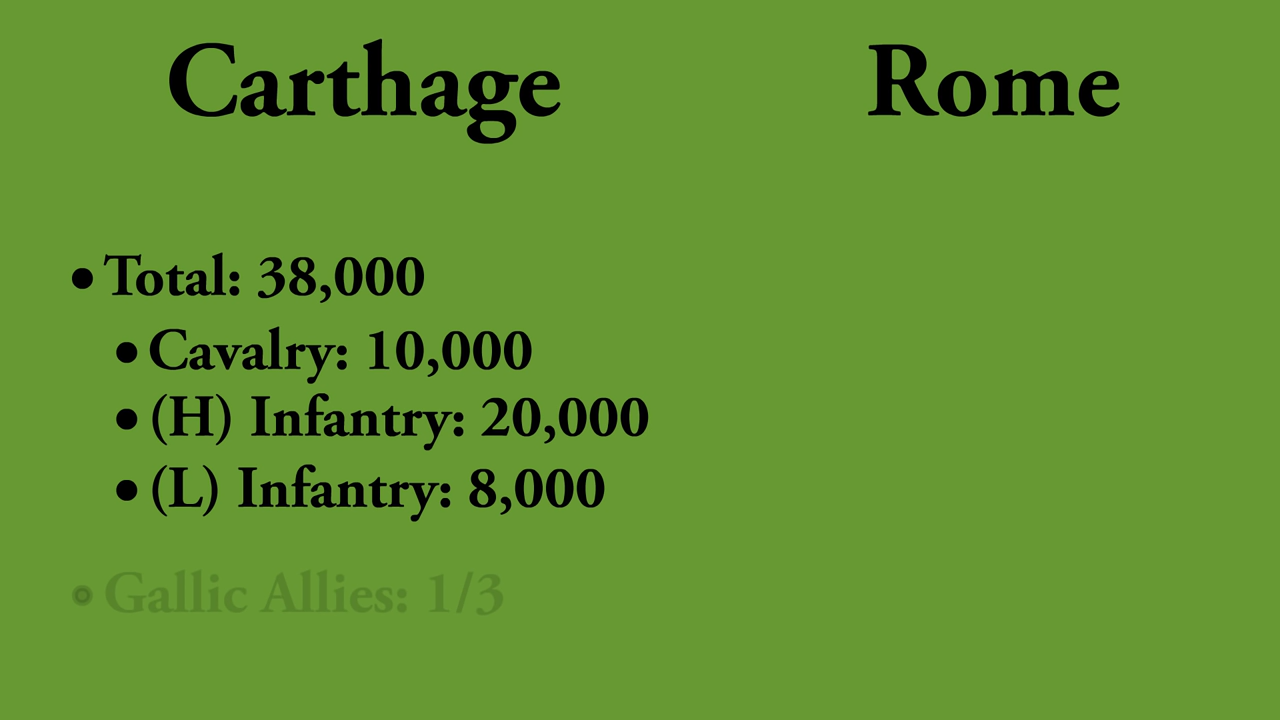 Carthage Rome
• Total: 38,000
• Cavalry: 10,000
• (H) Infantry: 20,000
• (L) Infantry: 8,000
• Gallic Allies: 1/3